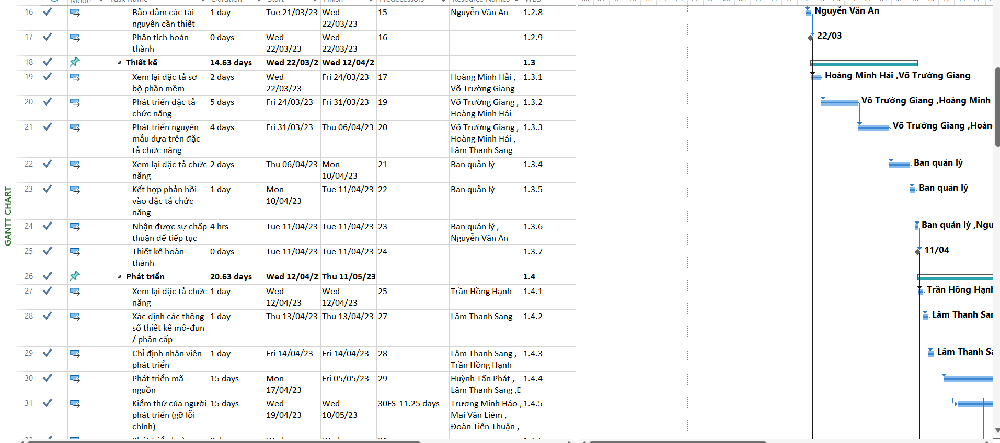 Mode Task Name Duration Start Finish Predecessors Resource Names WBS
16 Bảo đảm các tài 1 day Tue 21/03/23 Wed 15 Nguyễn Văn An 1.2.8
nguyên cần thiết 22/03/23
17 Phân tích hoàn 0 days Wed Wed 16 1.2.9
thành 22/03/23 22/03/23
18 Thiết kế 14.63 days Wed 22/03/2 Wed 12/04/2 1.3
19 Xem lại đặc tả sơ 2 days Wed Fri 24/03/23 17 Hoàng Minh Hải , 1.3.1
bộ phần mềm 22/03/23 Võ Trường Giang
20 Phát triển đặc tả 5 days Fri 24/03/23 Fri 31/03/23 19 Võ Trường Giang , 1.3.2
chức năng Hoàng Minh Hải
21 Phát triển nguyên 4 days Fri 31/03/23 Thu 06/04/23 20 Võ Trường Giang , 1.3.3
mẫu dựa trên đặc Hoàng Minh Hải ,
tả chức năng Lâm Thanh Sang
22 Xem lại đặc tả chức 2 days Thu 06/04/23 Mon 21 Ban quản lý 1.3.4
năng 10/04/23
23 Kết hợp phản hồi 1 day Mon Tue 11/04/23 22 Ban quản lý 1.3.5
vào đặc tả chức 10/04/23
năng
24 Nhận được sự chấp 4 hrs Tue 11/04/23 Tue 11/04/23 23 Ban quản lý , 1.3.6
thuận để tiếp tục Nguyễn Văn An
25 Thiết kế hoàn 0 days Tue 11/04/23 Tue 11/04/23 24 1.3.7
thành
26 Phát triển 20.63 days Wed 12/04/2 Thu 11/05/23 1.4
27 Xem lại đặc tả chức 1 day Wed Wed 25 Trần Hồng Hạnh 1.4.1
năng 12/04/23 12/04/23
28 Xác định các thông 1 day Thu 13/04/23 Thu 13/04/23 27 Lâm Thanh Sang 1.4.2
số thiết kế mô-đun
/ phân cấp
29 Chỉ định nhân viên 1 day Fri 14/04/23 Fri 14/04/23 28 Lâm Thanh Sang , 1.4.3
phát triển Trần Hồng Hạnh
30 Phát triển mã 15 days Mon Fri 05/05/23 29 Huỳnh Tấn Phát , 1.4.4
nguồn 17/04/23 Lâm Thanh Sang ,
31 Kiểm thử của người 15 days Wed Wed 30FS-11.25 days Trương Minh Hảo , 1.4.5
phát triển (gỡ lỗi 19/04/23 10/05/23 Mai Văn Liêm ,
chính) Đoàn Tiến Thuận ,
GANTT CHART
Nguyễn Văn An
22/03
Hoàng Minh Hải ,Võ Trường Giang
Võ Trường Giang ,Hoàng Minh
Võ Trường Giang ,Hoàn
Ban quản lý
Ban quản lý
Ban quản lý ,Ngu
11/04
Trần Hồng Hạnh
Lâm Thanh San
Lâm Thanh Sa